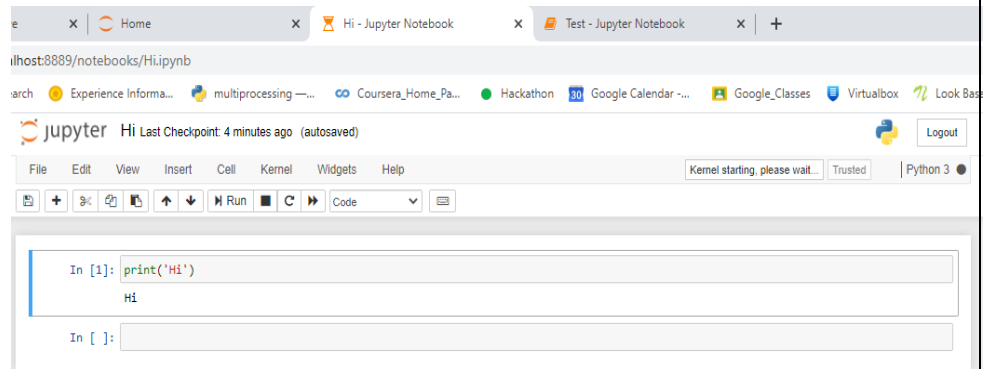 e Home Hi - Jupyter Notebook Test - Jupyter Notebook
lhost:8889/notebooks/Hi.ipynb
earch Experience Informa... multiprocessing —... Coursera_Home_Pa... Hackathon 30 Google Calendar -... Google_Classes Virtualbox Look Base
jupyter Hi Last Checkpoint: 4 minutes ago (autosaved) Logout
File Edit View Insert Cell Kernel Widgets Help Kernel starting, please wait... Trusted Python 3
Run Code
In [1]: print('Hi')
Hi
In [ ]: